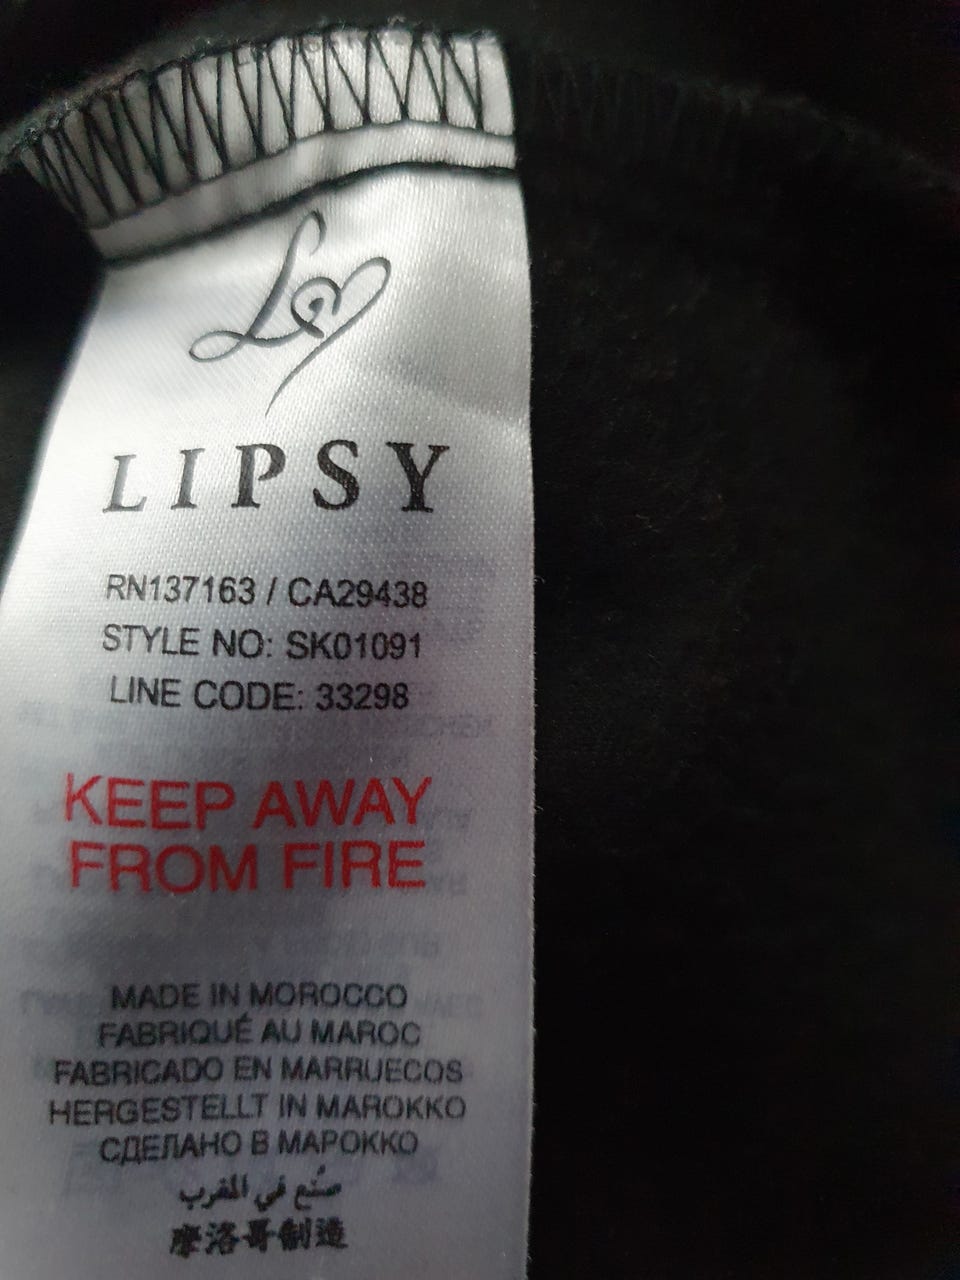 LIPSY
RN137163 / CA29438
STYLE NO: SK01091
LINE CODE: 33298
KEEP AWAY
FROM FIRE
MADE IN MOROCCO
FABRIQUÉ AU MAROC
FABRICADO EN MARRUECOS
HERGESTELLT IN MAROKKO
СДЕЛАНО В МАРОККО
صنع في المغرب
摩洛哥制造